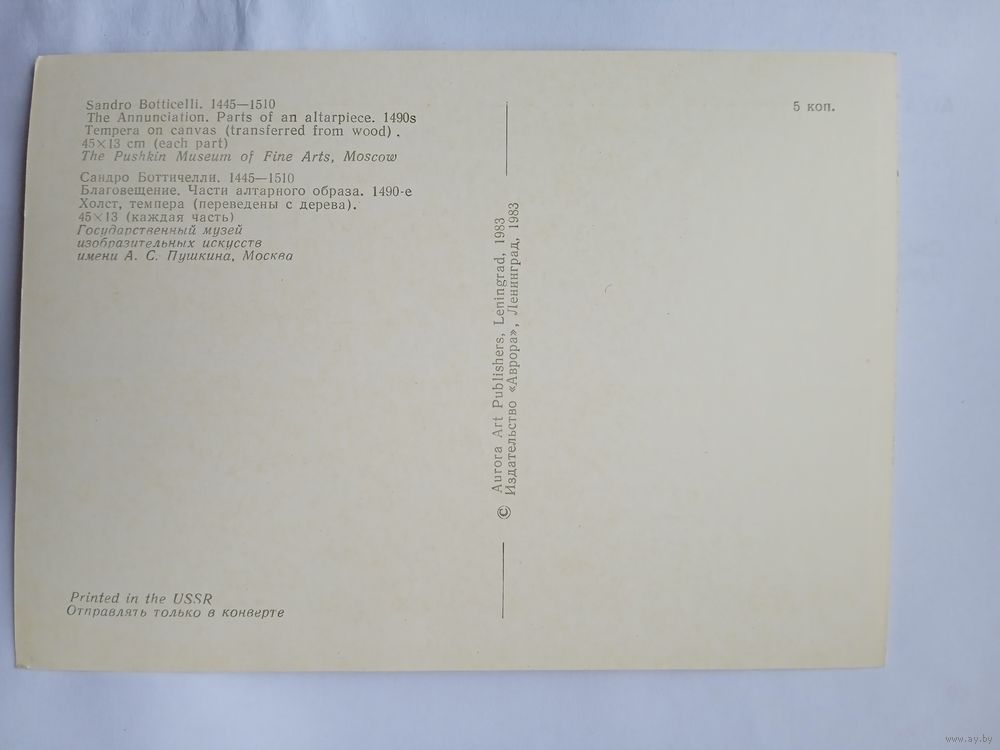 Sandro Botticelli. 1445—1510
The Annunciation. Parts of an altarpiece. 1490s
Tempera on canvas (transferred from wood).
45×13 cm (each part)
The Pushkin Museum of Fine Arts, Moscow
Сандро Боттичелли. 1445—1510
Благовещение. Части алтарного образа. 1490-е
Холст, темпера (переведены с дерева).
45×13 (каждая часть)
Государственный музей
изобразительных искусств
имени А. С. Пушкина, Москва
Printed in the USSR
Отправлять только в конверте
© Aurora Art Publishers, Leningrad, 1983
Издательство «Аврора», Ленинград, 1983
5 коп.
www.ay.by